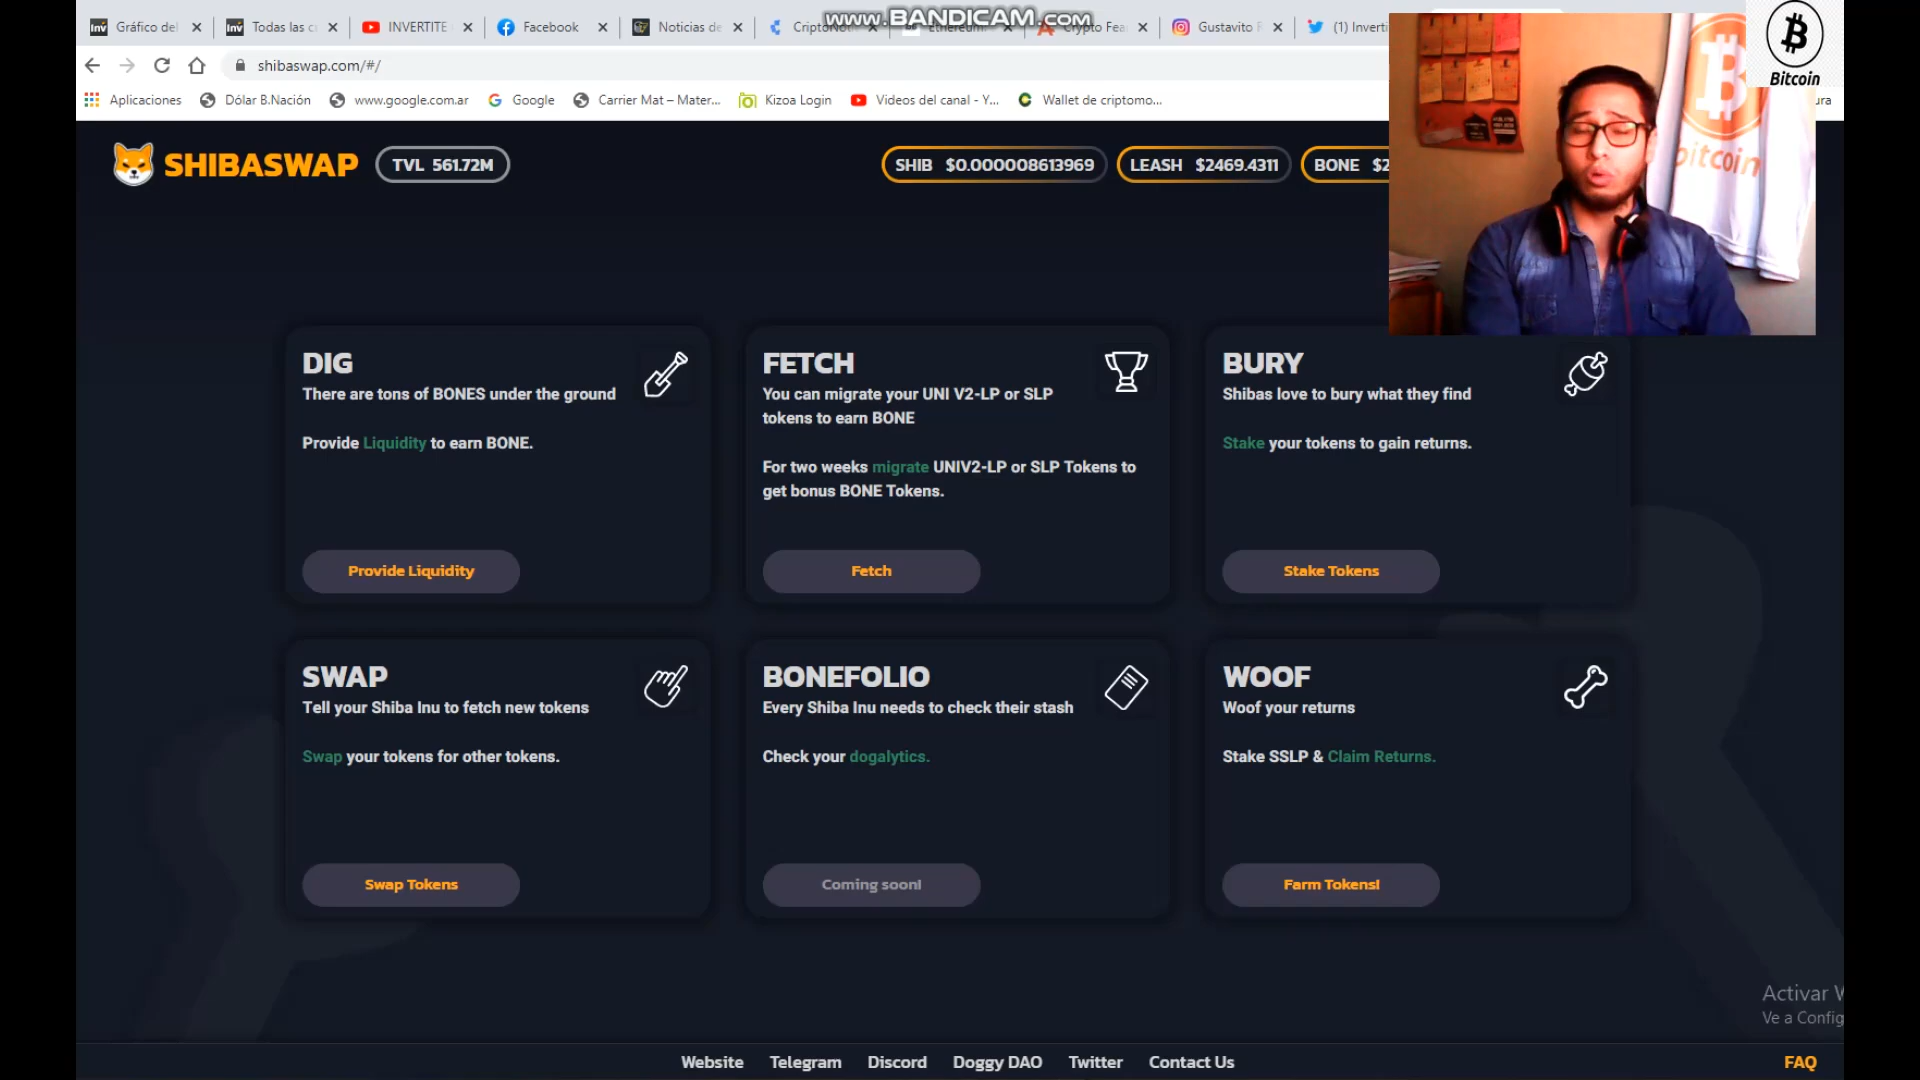 www.BANDICAM.com
Gráfico del
Todas las c
INVERTITE
Facebook
Noticias de
Gustavito
(1) Inverti
Bitcoin
shibaswap.com/#/
Aplicaciones
Dólar B.Nación
www.google.com.ar
Google
Carrier Mat – Mater...
Kizoa Login
Videos del canal - Y...
Wallet de criptomo...
SHIBASWAP
TVL 561.72M
SHIB $0.000008613969
LEASH $2469.4311
BONE $2
bitcoin
DIG
There are tons of BONES under the ground
Provide Liquidity to earn BONE.
Provide Liquidity
FETCH
You can migrate your UNI V2-LP or SLP
tokens to earn BONE
For two weeks migrate UNIV2-LP or SLP Tokens to
get bonus BONE Tokens.
Fetch
BURY
Shibas love to bury what they find
Stake your tokens to gain returns.
Stake Tokens
SWAP
Tell your Shiba Inu to fetch new tokens
Swap your tokens for other tokens.
Swap Tokens
BONEFOLIO
Every Shiba Inu needs to check their stash
Check your dogalytics.
Coming soon!
WOOF
Woof your returns
Stake SSLP & Claim Returns.
Farm Tokens!
Activar W
Ve a Config
Website
Telegram
Discord
Doggy DAO
Twitter
Contact Us
FAQ